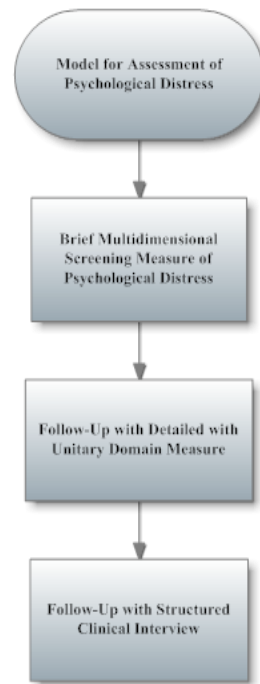 Model for Assessment of
Psychological Distress
Brief Multidimensional
Screening Measure of
Psychological Distress
Follow-Up with Detailed with
Unitary Domain Measure
Follow-Up with Structured
Clinical Interview